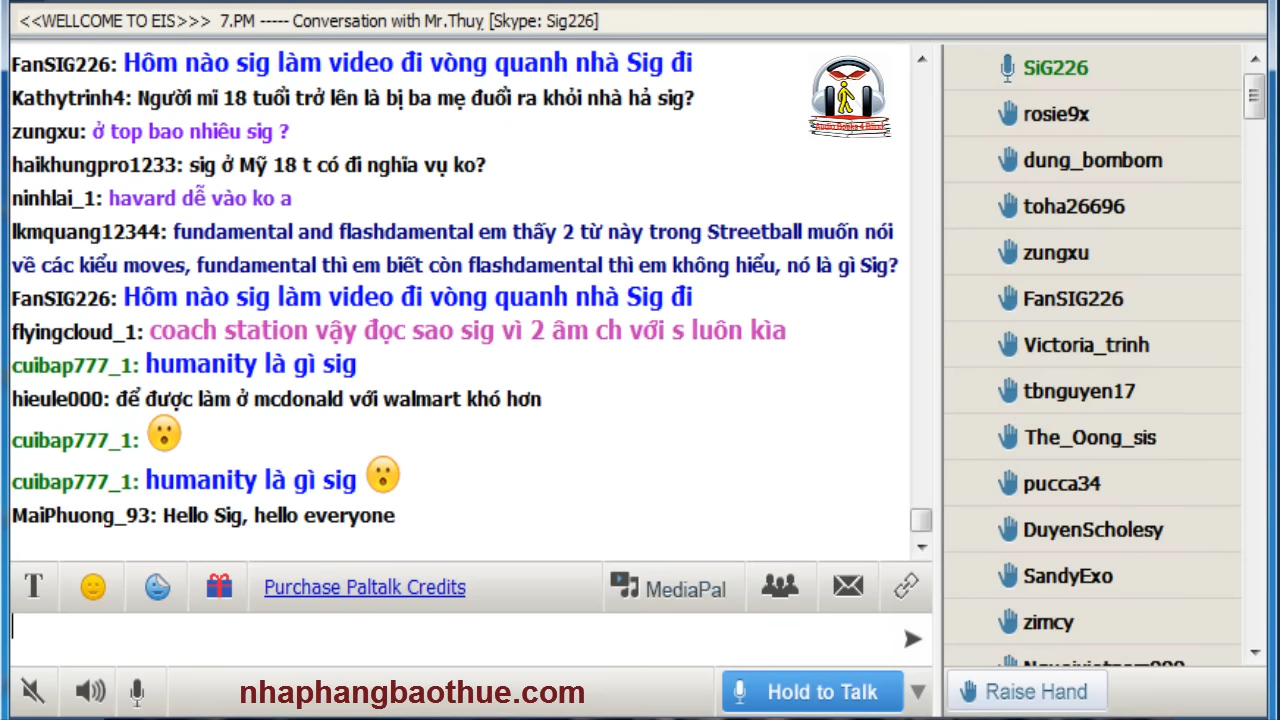 <<WELLCOME TO EIS>>> 7.PM ----- Conversation with Mr.Thuỵ [Skype: Sig226]
FanSIG226: Hôm nào sig làm video đi vòng quanh nhà Sig đi
Kathytrinh4: Người mĩ 18 tuổi trở lên là bị ba mẹ đuổi ra khỏi nhà hả sig?
zungxu: ở top bao nhiêu sig ?
haikhungpro1233: sig ở Mỹ 18 t có đi nghia vụ ko?
ninhlai_1: havard dễ vào ko a
lkmquang12344: fundamental and flashdamental em thấy 2 từ này trong Streetball muốn nói
về các kiểu moves, fundamental thì em biết còn flashdamental thì em không hiểu, nó là gì Sig?
FanSIG226: Hôm nào sig làm video đi vòng quanh nhà Sig đi
flyingcloud_1: coach station vậy đọc sao sig vì 2 âm ch với s luôn kìa
cuibap777_1: humanity là gì sig
hieule000: để được làm ở mcdonald với walmart khó hơn
cuibap777_1:
cuibap777_1: humanity là gì sig
MaiPhuong_93: Hello Sig, hello everyone
Audio Books 4 Blind
T
Purchase Paltalk Credits
MediaPal
nhaphangbaothue.com
Hold to Talk
SiG226
rosie9x
dung_bombom
toha26696
zungxu
FanSIG226
Victoria_trinh
tbnguyen17
The_Oong_sis
pucca34
DuyenScholesy
SandyExo
zimcy
Raise Hand